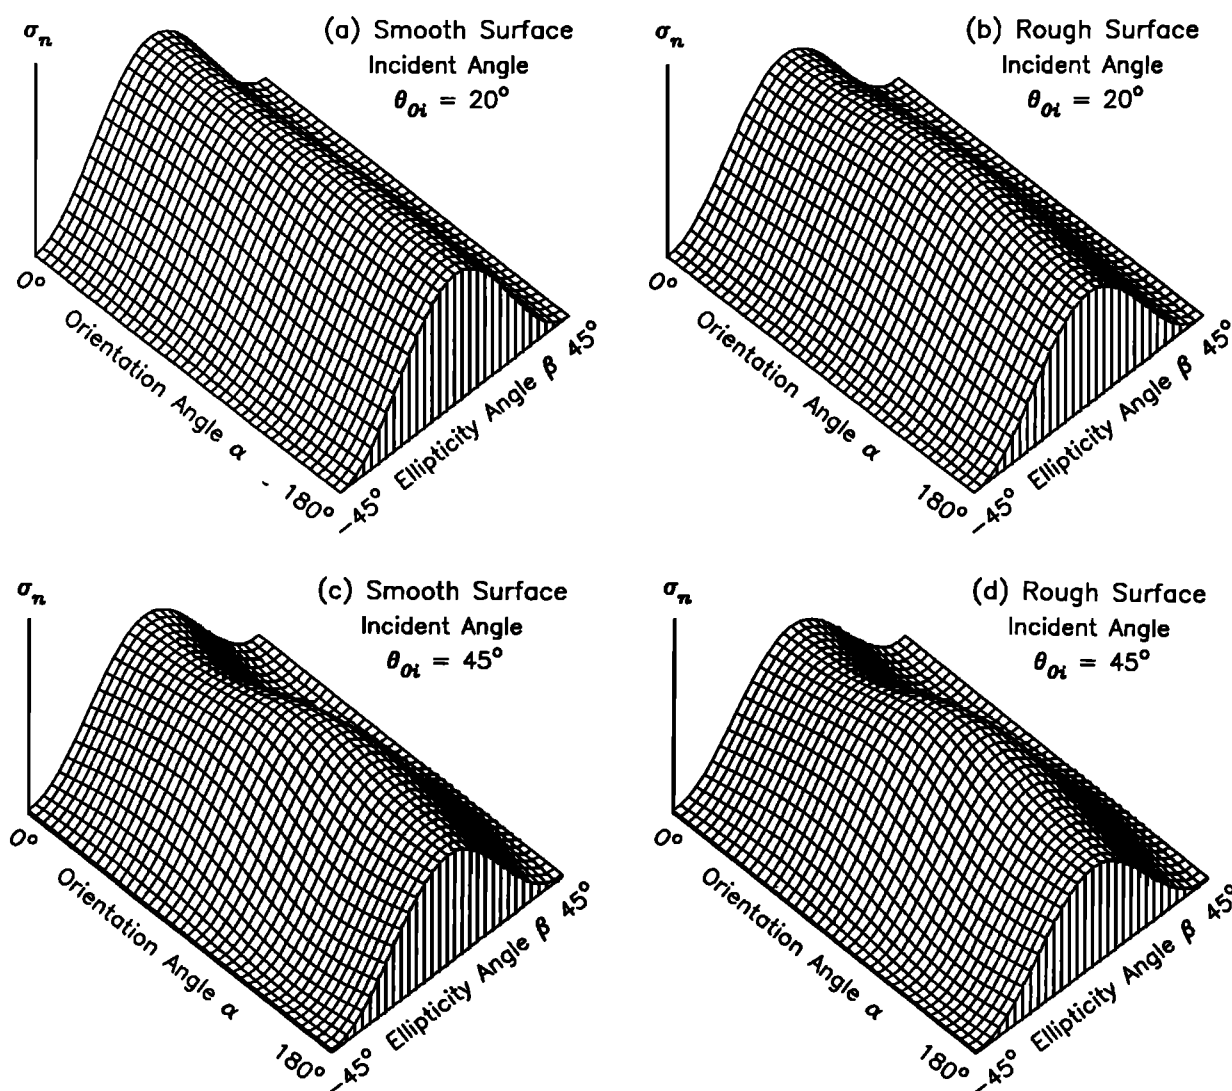 σₙ
(a) Smooth Surface
Incident Angle
θ₀ᵢ = 20°
0°
Orientation Angle α
- 180°
−45° Ellipticity Angle β 45°
σₙ
(b) Rough Surface
Incident Angle
θ₀ᵢ = 20°
0°
Orientation Angle α
180°
−45° Ellipticity Angle β 45°
σₙ
(c) Smooth Surface
Incident Angle
θ₀ᵢ = 45°
0°
Orientation Angle α
180°
−45° Ellipticity Angle β 45°
σₙ
(d) Rough Surface
Incident Angle
θ₀ᵢ = 45°
0°
Orientation Angle α
180°
−45° Ellipticity Angle β 45°